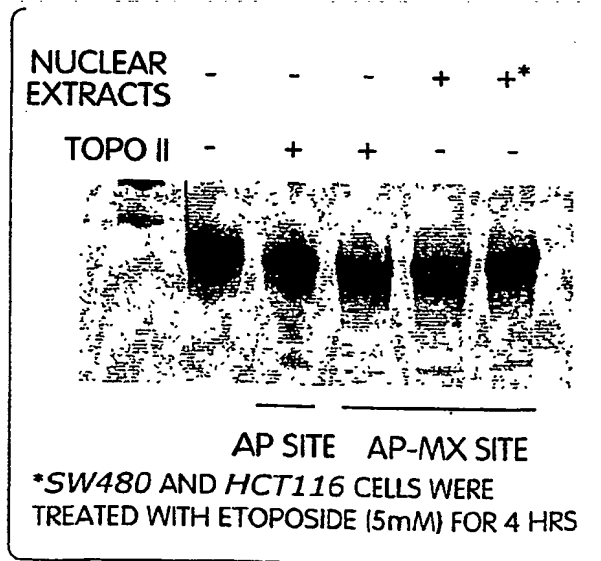 NUCLEAR
EXTRACTS - - - + +*
TOPO II - + + - -
AP SITE AP-MX SITE
*SW480 AND HCT116 CELLS WERE
TREATED WITH ETOPOSIDE (5mM) FOR 4 HRS